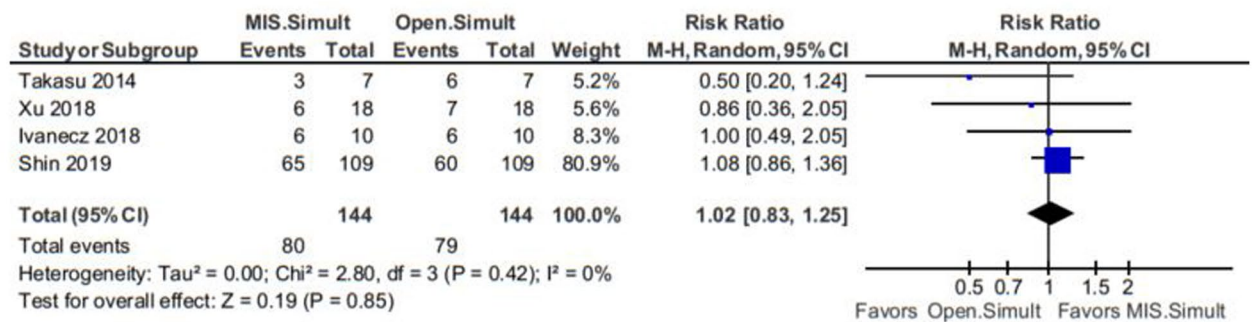 MIS.Simult Open.Simult Risk Ratio Risk Ratio
Study or Subgroup Events Total Events Total Weight M-H, Random, 95% CI M-H, Random, 95% CI
Takasu 2014 3 7 6 7 5.2% 0.50 [0.20, 1.24]
Xu 2018 6 18 7 18 5.6% 0.86 [0.36, 2.05]
Ivanecz 2018 6 10 6 10 8.3% 1.00 [0.49, 2.05]
Shin 2019 65 109 60 109 80.9% 1.08 [0.86, 1.36]
Total (95% CI) 144 144 100.0% 1.02 [0.83, 1.25]
Total events 80 79
Heterogeneity: Tau² = 0.00; Chi² = 2.80, df = 3 (P = 0.42); I² = 0%
Test for overall effect: Z = 0.19 (P = 0.85)
0.5 0.7 1 1.5 2
Favors Open.Simult Favors MIS.Simult